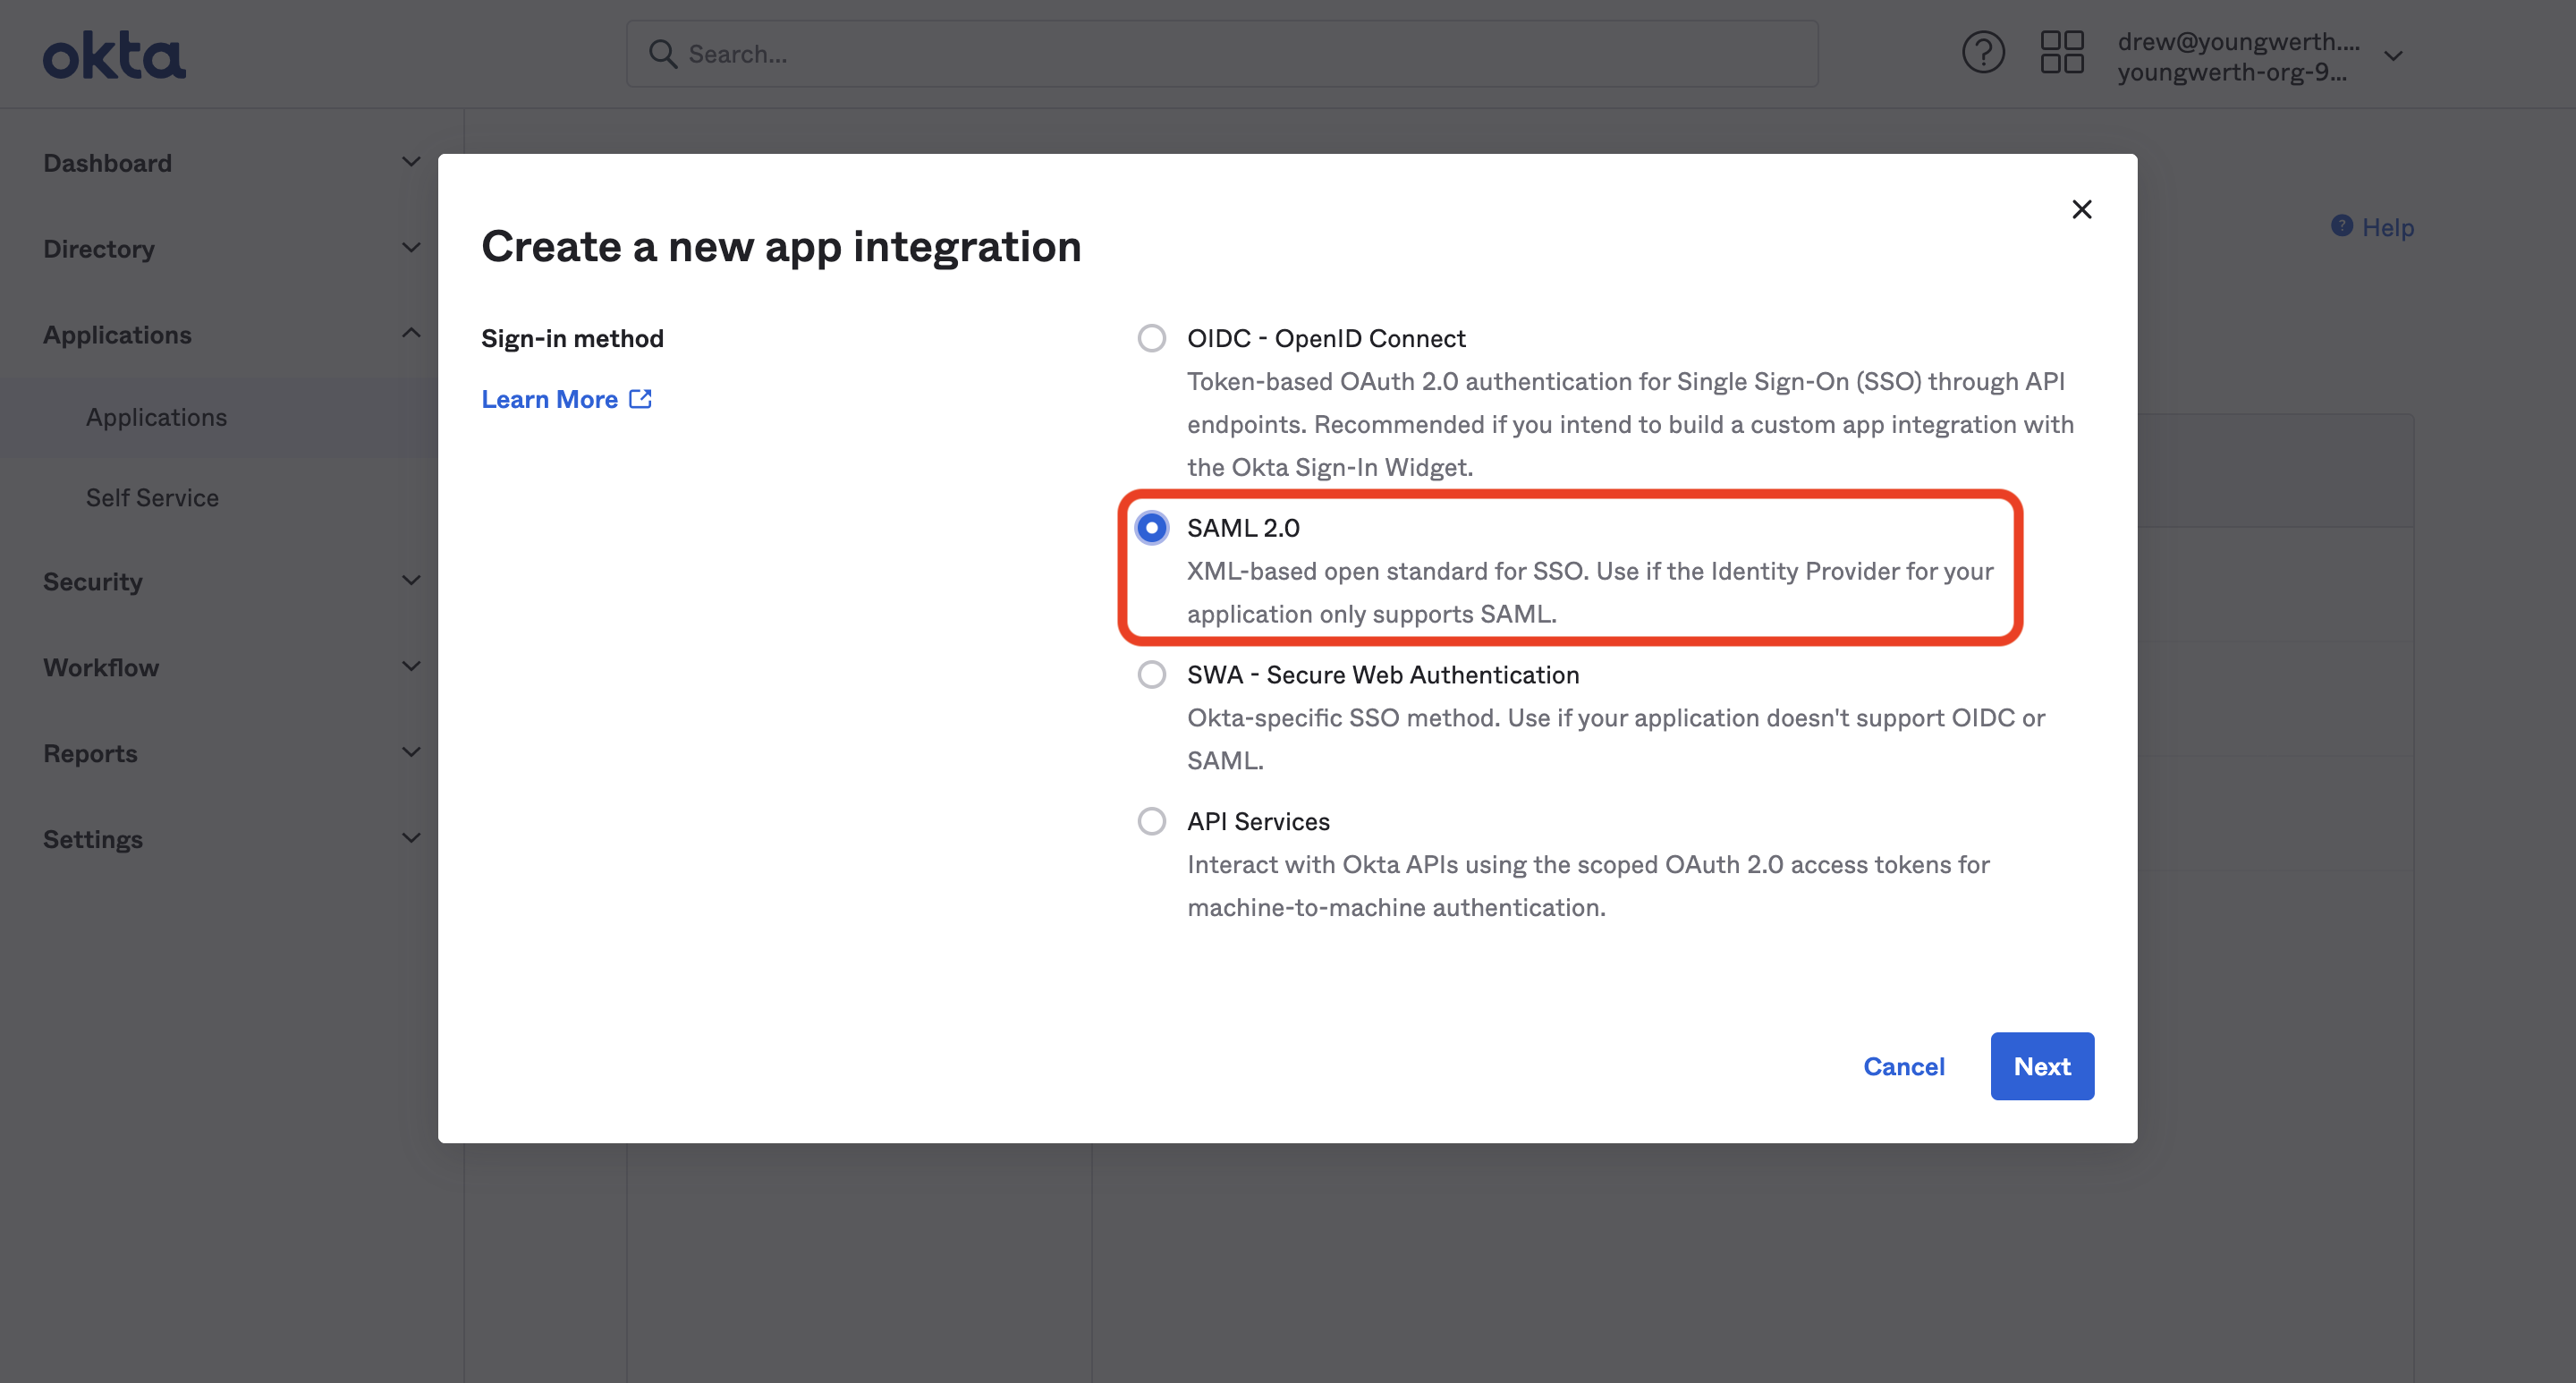 okta
Search...
drew@youngwerth....
youngwerth-org-9...
Dashboard
Directory
Applications
Applications
Self Service
Security
Workflow
Reports
Settings
Help
Create a new app integration
Sign-in method
Learn More
OIDC - OpenID Connect
Token-based OAuth 2.0 authentication for Single Sign-On (SSO) through API
endpoints. Recommended if you intend to build a custom app integration with
the Okta Sign-In Widget.
SAML 2.0
XML-based open standard for SSO. Use if the Identity Provider for your
application only supports SAML.
SWA - Secure Web Authentication
Okta-specific SSO method. Use if your application doesn't support OIDC or
SAML.
API Services
Interact with Okta APIs using the scoped OAuth 2.0 access tokens for
machine-to-machine authentication.
Cancel
Next